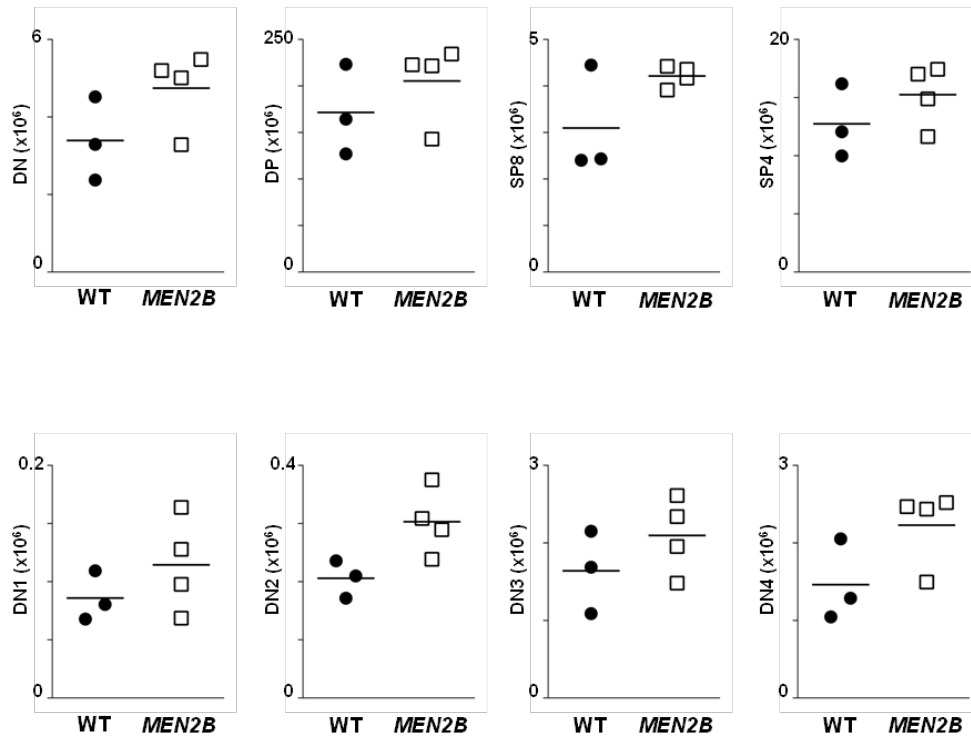 6
0
DN (x10⁶)
WT MEN2B
250
0
DP (x10⁶)
WT MEN2B
5
0
SP8 (x10⁶)
WT MEN2B
20
0
SP4 (x10⁶)
WT MEN2B
0.2
0
DN1 (x10⁶)
WT MEN2B
0.4
0
DN2 (x10⁶)
WT MEN2B
3
0
DN3 (x10⁶)
WT MEN2B
3
0
DN4 (x10⁶)
WT MEN2B